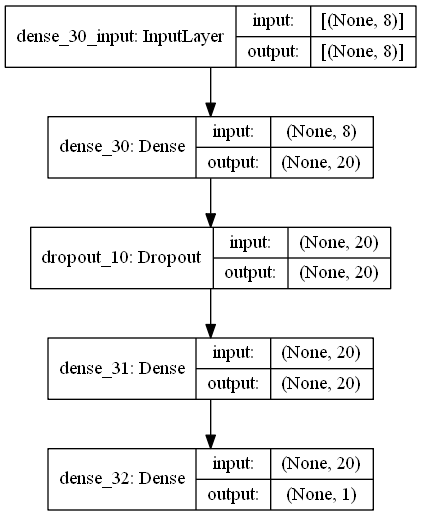 dense_30_input: InputLayer
input: [(None, 8)]
output: [(None, 8)]
dense_30: Dense
input: (None, 8)
output: (None, 20)
dropout_10: Dropout
input: (None, 20)
output: (None, 20)
dense_31: Dense
input: (None, 20)
output: (None, 20)
dense_32: Dense
input: (None, 20)
output: (None, 1)